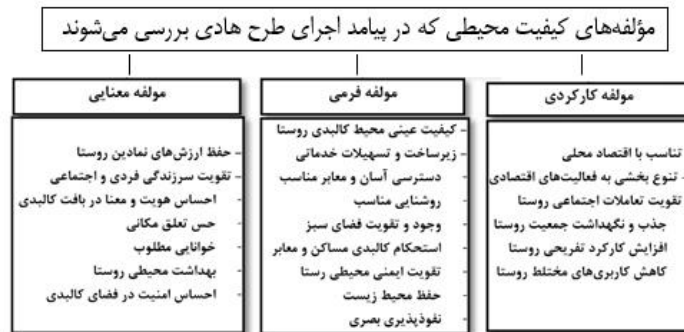 مؤلفه‌های کیفیت محیطی که در پیامد اجرای طرح هادی بررسی می‌شوند
مولفه کارکردی
تناسب با اقتصاد محلی
- تنوع بخشی به فعالیت‌های اقتصادی
تقویت تعاملات اجتماعی روستا
جذب و نگهداشت جمعیت روستا
افزایش کارکرد تفریحی روستا
کاهش کاربری‌های مختلط روستا
مولفه فرمی
- کیفیت عینی محیط کالبدی روستا
- زیرساخت و تسهیلات خدماتی
- دسترسی آسان و معابر مناسب
- روشنایی مناسب
- وجود و تقویت فضای سبز
- استحکام کالبدی مساکن و معابر
- تقویت ایمنی محیطی رستا
- حفظ محیط زیست
- نفوذپذیری بصری
مولفه معنایی
- حفظ ارزش‌های نمادین روستا
- تقویت سرزندگی فردی و اجتماعی
- احساس هویت و معنا در بافت کالبدی
- حس تعلق مکانی
- خوانایی مطلوب
- بهداشت محیطی روستا
- احساس امنیت در فضای کالبدی